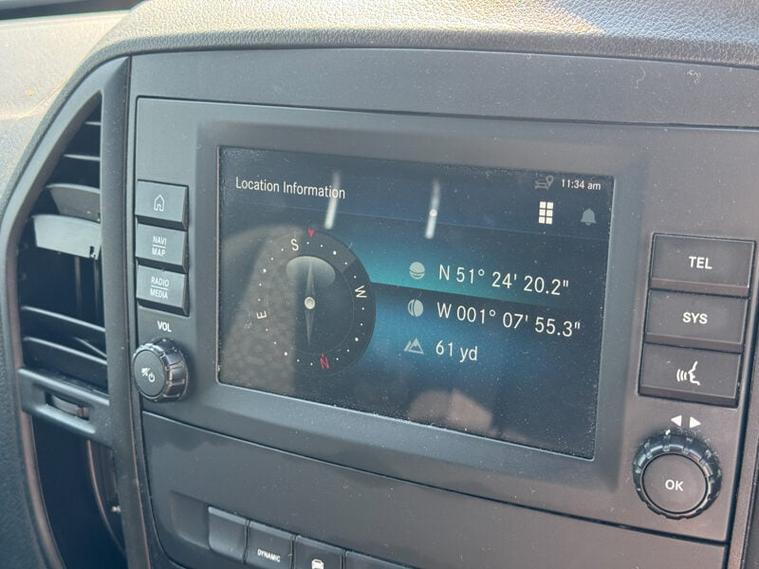 Location Information
11:34 am
S
W
E
N
N 51° 24' 20.2"
W 001° 07' 55.3"
61 yd
NAVI
MAP
RADIO
MEDIA
VOL
TEL
SYS
OK
DYNAMIC